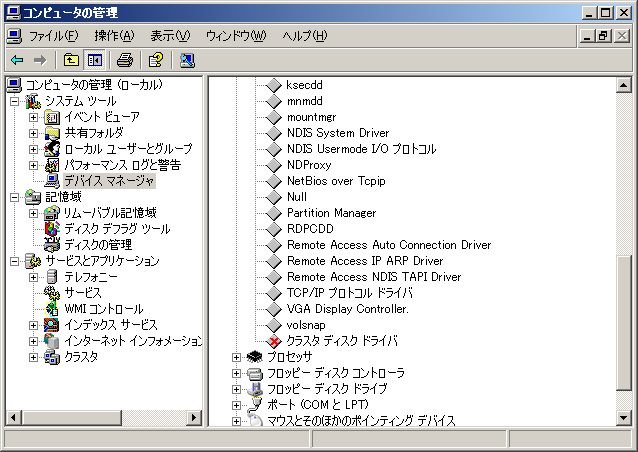 コンピュータの管理
ファイル(F) 操作(A) 表示(V) ウィンドウ(W) ヘルプ(H)
コンピュータの管理 (ローカル)
システム ツール
イベント ビューア
共有フォルダ
ローカル ユーザーとグループ
パフォーマンス ログと警告
デバイス マネージャ
記憶域
リムーバブル記憶域
ディスク デフラグ ツール
ディスクの管理
サービスとアプリケーション
テレフォニー
サービス
WMI コントロール
インデックス サービス
インターネット インフォメーション
クラスタ
ksecdd
mnmdd
mountmgr
NDIS System Driver
NDIS Usermode I/O プロトコル
NDProxy
NetBios over Tcpip
Null
Partition Manager
RDPCDD
Remote Access Auto Connection Driver
Remote Access IP ARP Driver
Remote Access NDIS TAPI Driver
TCP/IP プロトコル ドライバ
VGA Display Controller.
volsnap
クラスタ ディスク ドライバ
プロセッサ
フロッピー ディスク コントローラ
フロッピー ディスク ドライブ
ポート (COM と LPT)
マウスとそのほかのポインティング デバイス